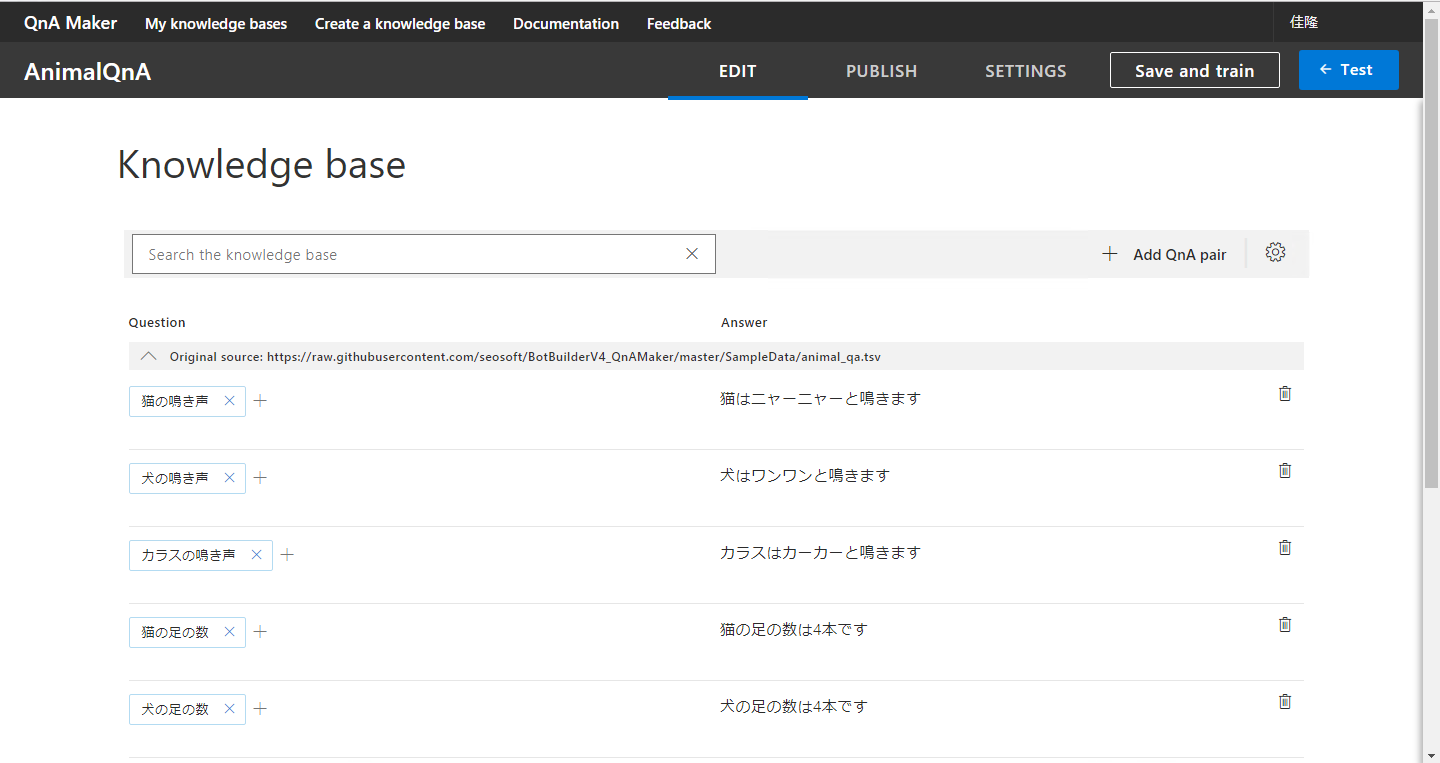 QnA Maker My knowledge bases Create a knowledge base Documentation Feedback 佳隆
AnimalQnA EDIT PUBLISH SETTINGS Save and train ← Test
Knowledge base
Search the knowledge base Add QnA pair
Question Answer
Original source: https://raw.githubusercontent.com/seosoft/BotBuilderV4_QnAMaker/master/SampleData/animal_qa.tsv
猫の鳴き声 猫はニャーニャーと鳴きます
犬の鳴き声 犬はワンワンと鳴きます
カラスの鳴き声 カラスはカーカーと鳴きます
猫の足の数 猫の足の数は4本です
犬の足の数 犬の足の数は4本です